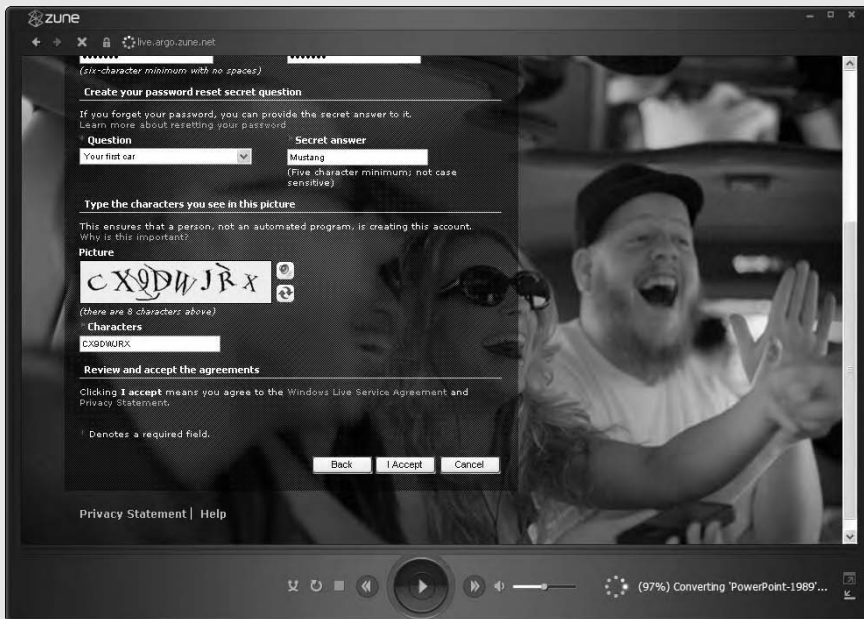 zune
live.argo.zune.net
(six-character minimum with no spaces)
Create your password reset secret question
If you forget your password, you can provide the secret answer to it.
Learn more about resetting your password
*Question *Secret answer
Your first car Mustang
(Five character minimum; not case
sensitive)
Type the characters you see in this picture
This ensures that a person, not an automated program, is creating this account.
Why is this important?
Picture
CX9DWJRX
(there are 8 characters above)
*Characters
CX9DWJRX
Review and accept the agreements
Clicking I accept means you agree to the Windows Live Service Agreement and
Privacy Statement.
* Denotes a required field.
Back I Accept Cancel
Privacy Statement | Help
(97%) Converting 'PowerPoint-1989'...